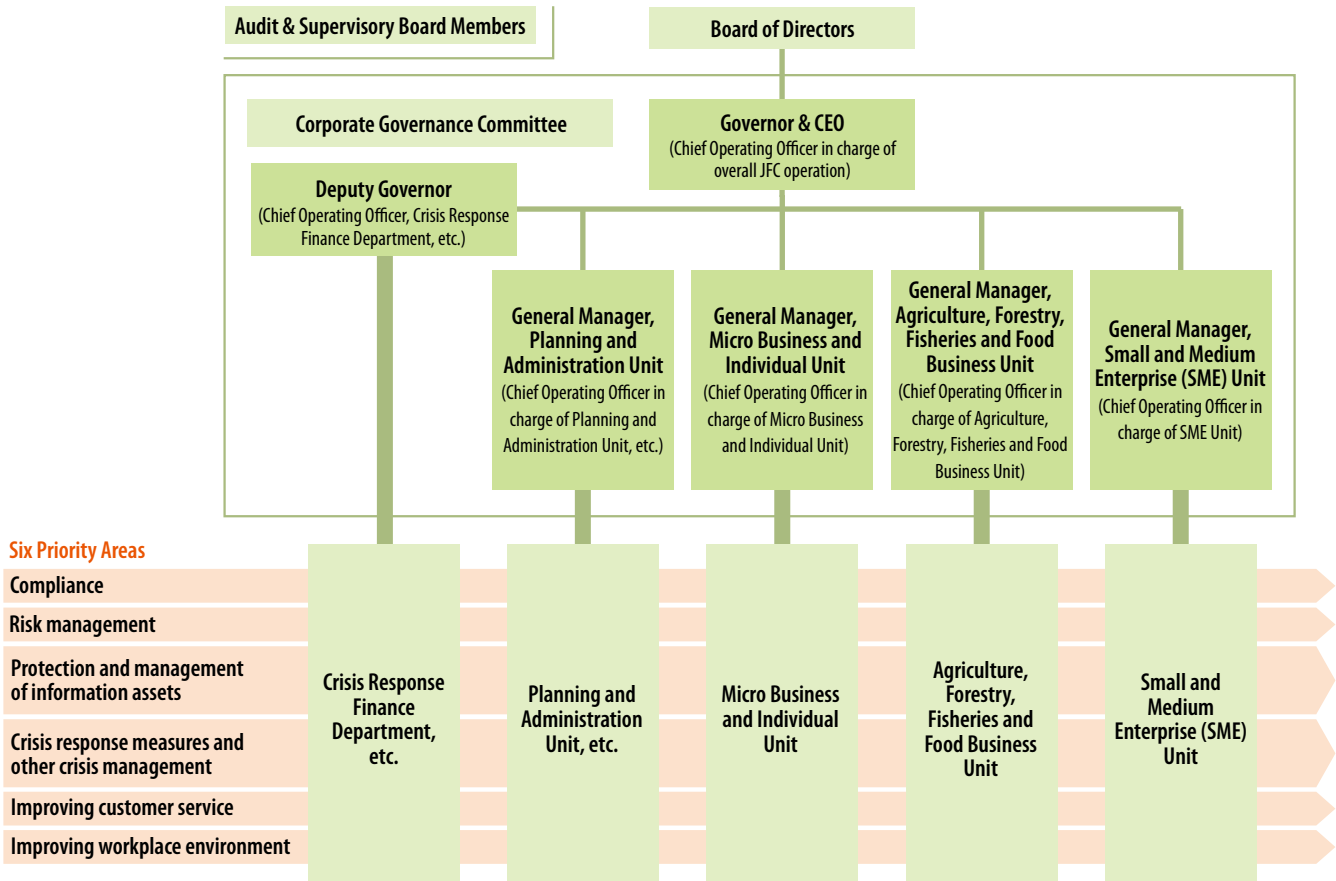 Audit & Supervisory Board Members
Board of Directors
Corporate Governance Committee
Governor & CEO
(Chief Operating Officer in charge of
overall JFC operation)
Deputy Governor
(Chief Operating Officer, Crisis Response
Finance Department, etc.)
General Manager,
Planning and
Administration Unit
(Chief Operating Officer in
charge of Planning and
Administration Unit, etc.)
General Manager,
Micro Business and
Individual Unit
(Chief Operating Officer in
charge of Micro Business
and Individual Unit)
General Manager,
Agriculture, Forestry,
Fisheries and Food
Business Unit
(Chief Operating Officer in
charge of Agriculture,
Forestry, Fisheries and Food
Business Unit)
General Manager,
Small and Medium
Enterprise (SME) Unit
(Chief Operating Officer in
charge of SME Unit)
Six Priority Areas
Compliance
Risk management
Protection and management
of information assets
Crisis response measures and
other crisis management
Improving customer service
Improving workplace environment
Crisis Response
Finance
Department,
etc.
Planning and
Administration
Unit, etc.
Micro Business
and Individual
Unit
Agriculture,
Forestry,
Fisheries and
Food Business
Unit
Small and
Medium
Enterprise (SME)
Unit